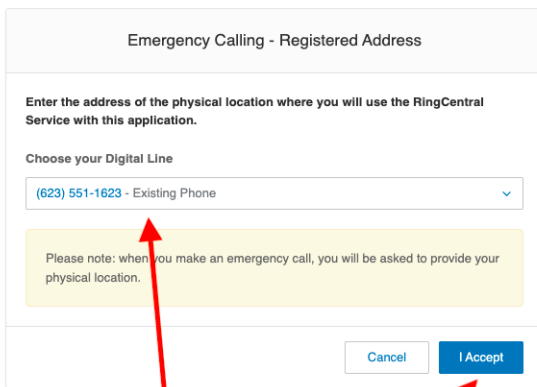 Emergency Calling - Registered Address
Enter the address of the physical location where you will use the RingCentral
Service with this application.
Choose your Digital Line
(623) 551-1623 - Existing Phone
Please note: when you make an emergency call, you will be asked to provide your
physical location.
Cancel
I Accept